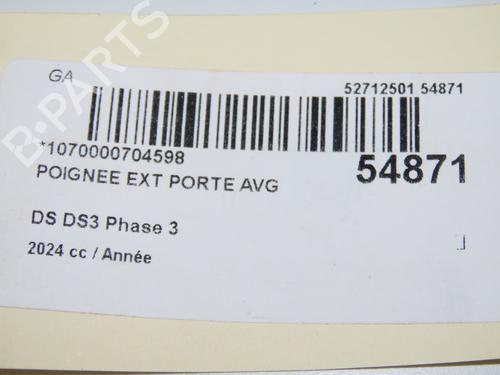 GA
52712501 54871
*1070000704598
54871
POIGNEE EXT PORTE AVG
DS DS3 Phase 3
2024 cc / Année
B-PARTS